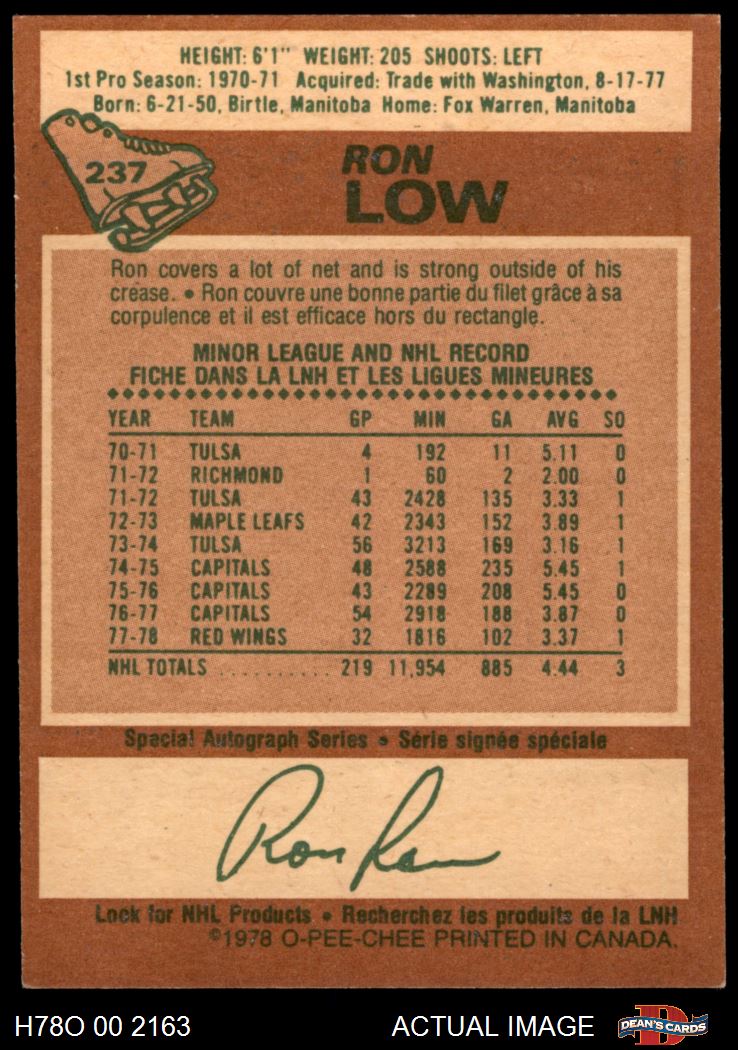 HEIGHT: 6'1" WEIGHT: 205 SHOOTS: LEFT
1st Pro Season: 1970-71 Acquired: Trade with Washington, 8-17-77
Born: 6-21-50, Birtle, Manitoba Home: Fox Warren, Manitoba
237
RON
LOW
Ron covers a lot of net and is strong outside of his
crease. • Ron couvre une bonne partie du filet grâce à sa
corpulence et il est efficace hors du rectangle.
MINOR LEAGUE AND NHL RECORD
FICHE DANS LA LNH ET LES LIGUES MINEURES
YEAR TEAM GP MIN GA AVG SO
70-71 TULSA 4 192 11 5.11 0
71-72 RICHMOND 1 60 2 2.00 0
71-72 TULSA 43 2428 135 3.33 1
72-73 MAPLE LEAFS 42 2343 152 3.89 1
73-74 TULSA 56 3213 169 3.16 1
74-75 CAPITALS 48 2588 235 5.45 1
75-76 CAPITALS 43 2289 208 5.45 0
76-77 CAPITALS 54 2918 188 3.87 0
77-78 RED WINGS 32 1816 102 3.37 1
NHL TOTALS .......... 219 11,954 885 4.44 3
Special Autograph Series • Série signée spéciale
Ron Low
Look for NHL Products • Recherchez les produits de la LNH
©1978 O-PEE-CHEE PRINTED IN CANADA.
H78O 00 2163 ACTUAL IMAGE D DEAN'S CARDS